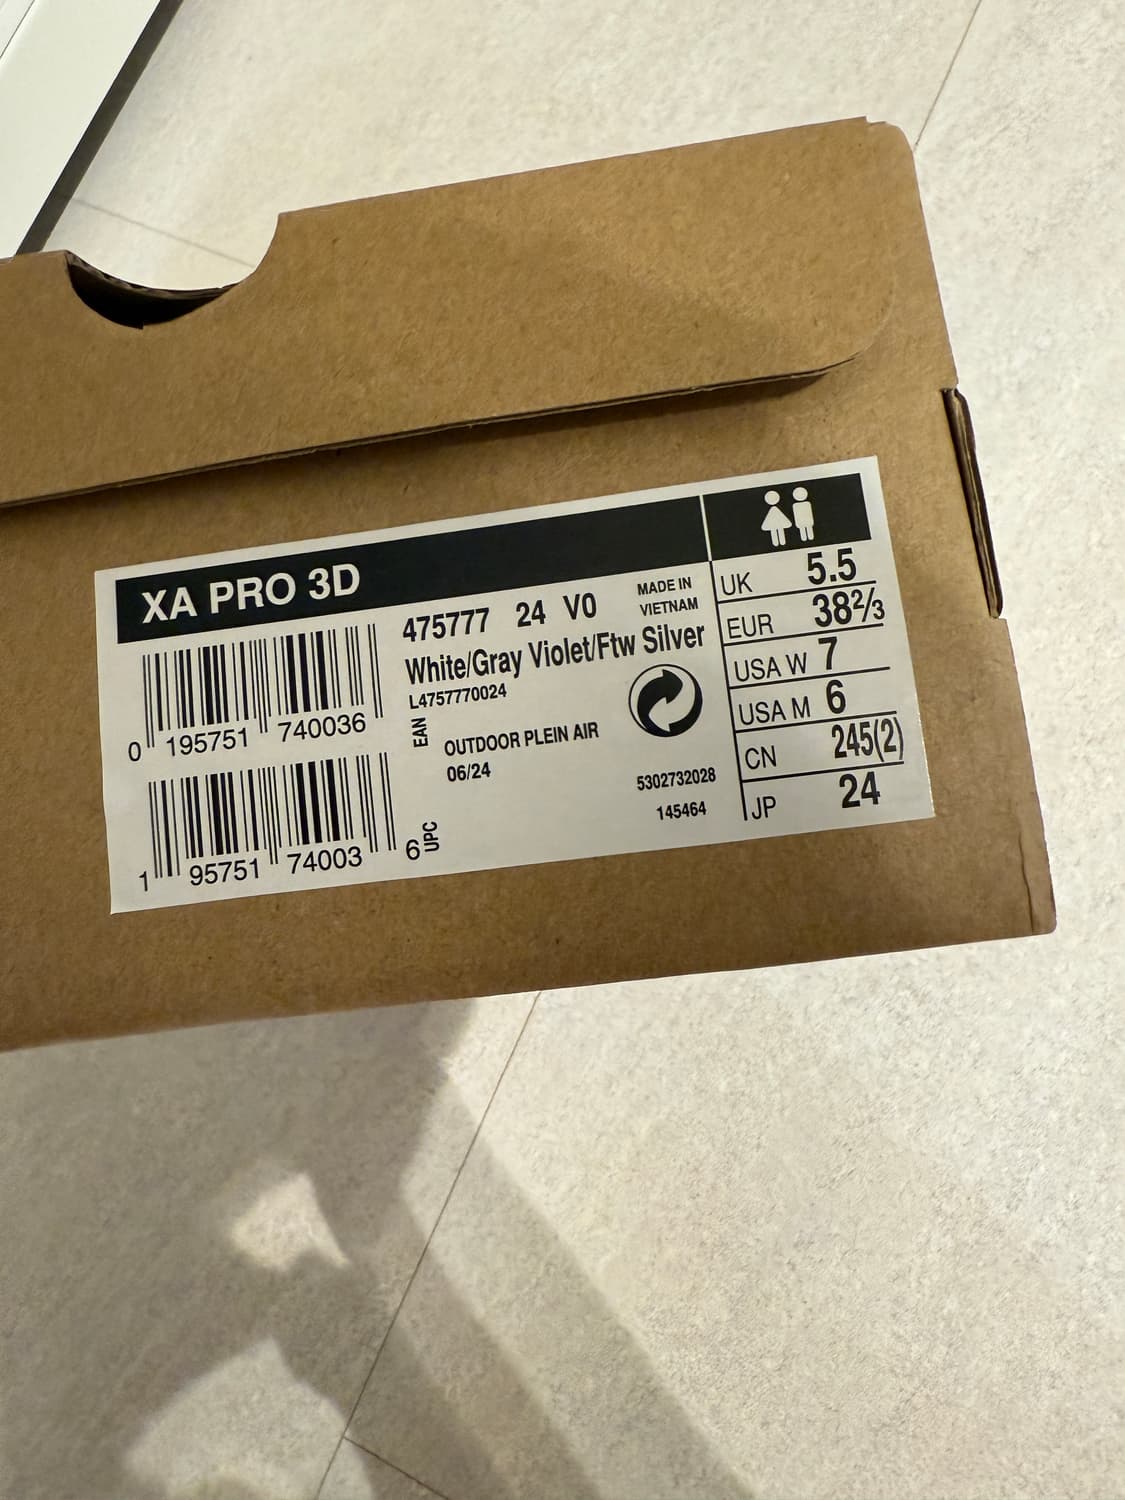 XA PRO 3D
475777 24 V0
MADE IN
VIETNAM
White/Gray Violet/Ftw Silver
L4757770024
0 195751 740036
EAN
OUTDOOR PLEIN AIR
06/24
5302732028
145464
1 95751 74003 6
UPC
UK 5.5
EUR 38⅔
USA W 7
USA M 6
CN 245(2)
JP 24